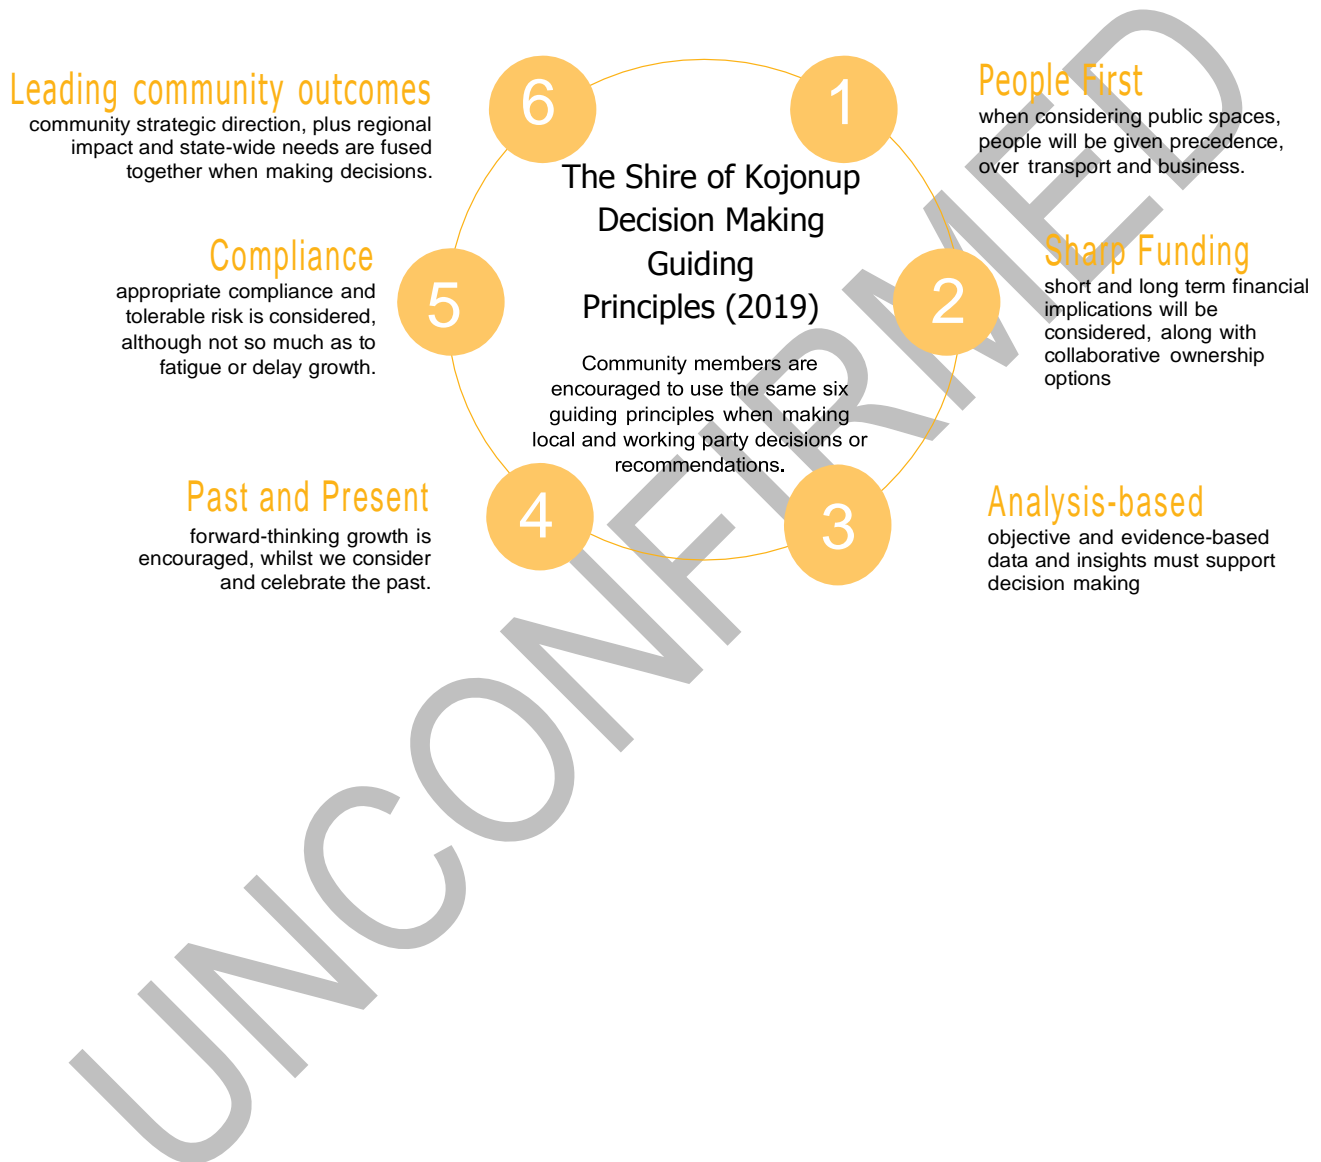 The Shire of Kojonup
Decision Making
Guiding
Principles (2019)
Community members are
encouraged to use the same six
guiding principles when making
local and working party decisions or
recommendations.
1
People First
when considering public spaces,
people will be given precedence,
over transport and business.
2
Sharp Funding
short and long term financial
implications will be
considered, along with
collaborative ownership
options
3
Analysis-based
objective and evidence-based
data and insights must support
decision making
4
Past and Present
forward-thinking growth is
encouraged, whilst we consider
and celebrate the past.
5
Compliance
appropriate compliance and
tolerable risk is considered,
although not so much as to
fatigue or delay growth.
6
Leading community outcomes
community strategic direction, plus regional
impact and state-wide needs are fused
together when making decisions.
UNCONFIRMED